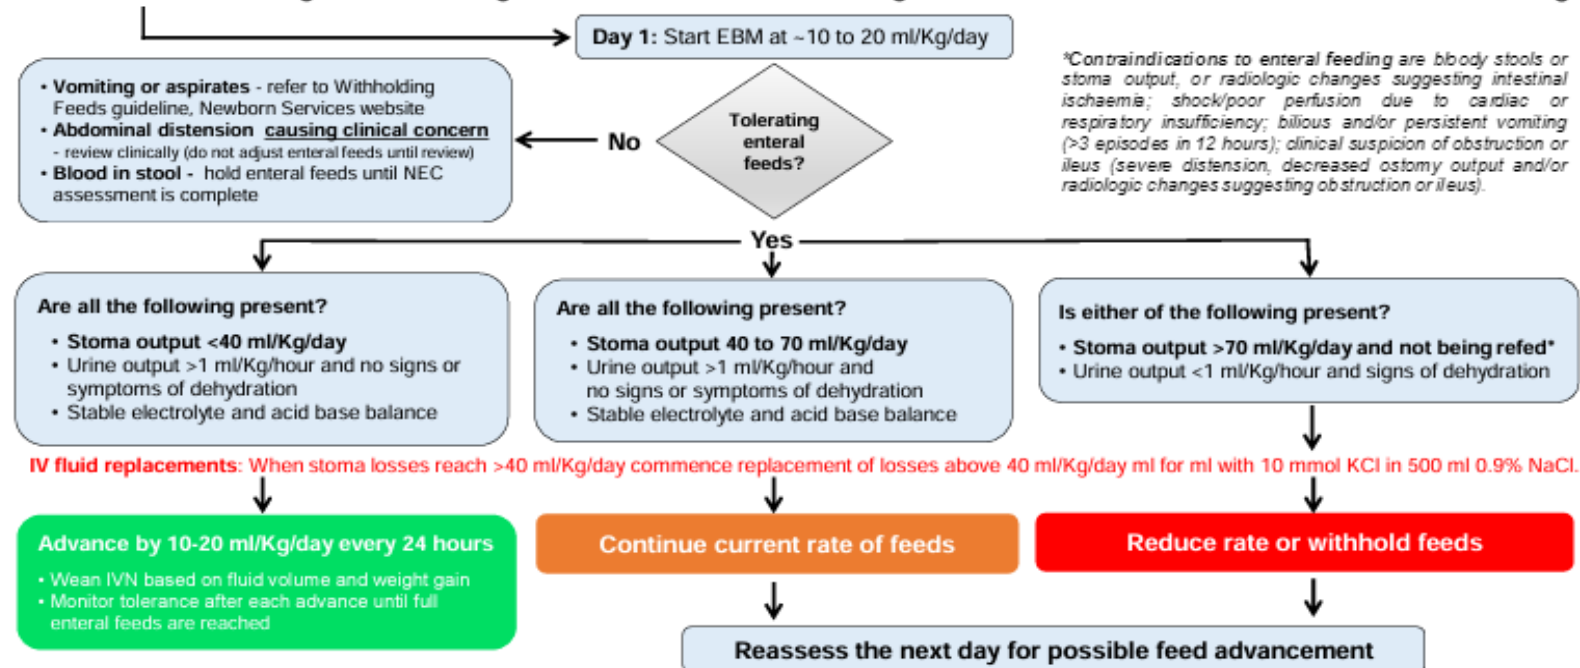 Day 1: Start EBM at ~10 to 20 ml/Kg/day
*Contraindications to enteral feeding are bbody stools or
stoma output, or radiologic changes suggesting intestinal
ischaemia; shock/poor perfusion due to cardiac or
respiratory insufficiency; bilious and/or persistent vomiting
(>3 episodes in 12 hours); clinical suspicion of obstruction or
ileus (severe distension, decreased ostomy output and/or
radiologic changes suggesting obstruction or ileus).
• Vomiting or aspirates - refer to Withholding
Feeds guideline, Newborn Services website
• Abdominal distension causing clinical concern
- review clinically (do not adjust enteral feeds until review)
• Blood in stool - hold enteral feeds until NEC
assessment is complete
No
Tolerating
enteral
feeds?
Yes
Are all the following present?
• Stoma output <40 ml/Kg/day
• Urine output >1 ml/Kg/hour and no signs or
symptoms of dehydration
• Stable electrolyte and acid base balance
Are all the following present?
• Stoma output 40 to 70 ml/Kg/day
• Urine output >1 ml/Kg/hour and
no signs or symptoms of dehydration
• Stable electrolyte and acid base balance
Is either of the following present?
• Stoma output >70 ml/Kg/day and not being refed*
• Urine output <1 ml/Kg/hour and signs of dehydration
IV fluid replacements: When stoma losses reach >40 ml/Kg/day commence replacement of losses above 40 ml/Kg/day ml for ml with 10 mmol KCl in 500 ml 0.9% NaCl.
Advance by 10-20 ml/Kg/day every 24 hours
• Wean IVN based on fluid volume and weight gain
• Monitor tolerance after each advance until full
enteral feeds are reached
Continue current rate of feeds
Reduce rate or withhold feeds
Reassess the next day for possible feed advancement